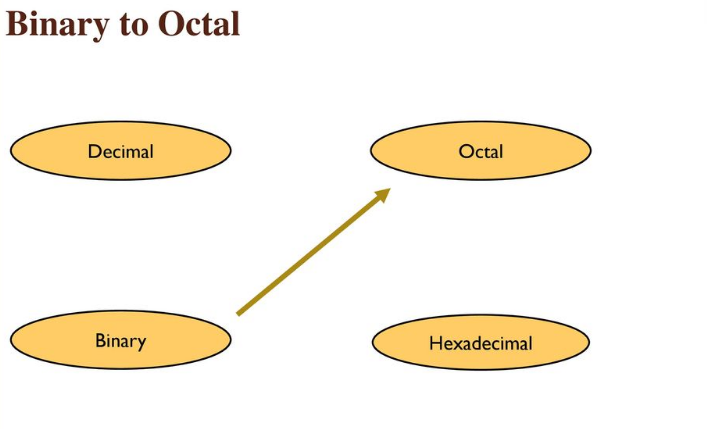 Binary to Octal
Decimal
Octal
Binary
Hexadecimal